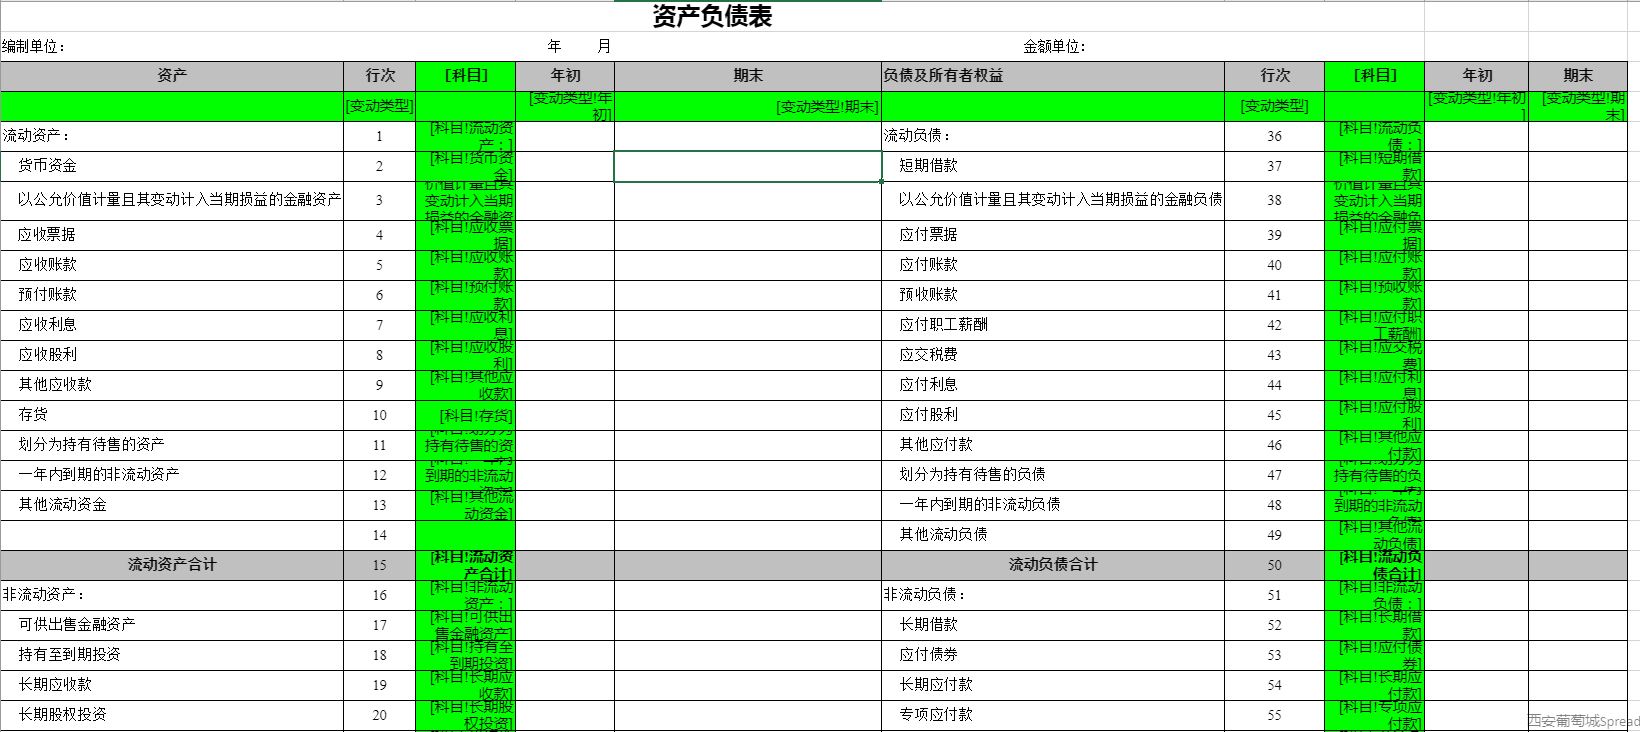 资产负债表
编制单位： 年 月 金额单位：
资产 行次 [科目] 年初 期末 负债及所有者权益 行次 [科目] 年初 期末
[变动类型] [变动类型!年初] [变动类型!期末] [变动类型] [变动类型!年初] [变动类型!期末]
流动资产： 1 [科目!流动资产：] 流动负债： 36 [科目!流动负债：]
货币资金 2 [科目!货币资金] 短期借款 37 [科目!短期借款]
以公允价值计量且其变动计入当期损益的金融资产 3 价值计量且其变动计入当期损益的金融资 以公允价值计量且其变动计入当期损益的金融负债 38 价值计量且其变动计入当期损益的金融负
应收票据 4 [科目!应收票据] 应付票据 39 [科目!应付票据]
应收账款 5 [科目!应收账款] 应付账款 40 [科目!应付账款]
预付账款 6 [科目!预付账款] 预收账款 41 [科目!预收账款]
应收利息 7 [科目!应收利息] 应付职工薪酬 42 [科目!应付职工薪酬]
应收股利 8 [科目!应收股利] 应交税费 43 [科目!应交税费]
其他应收款 9 [科目!其他应收款] 应付利息 44 [科目!应付利息]
存货 10 [科目!存货] 应付股利 45 [科目!应付股利]
划分为持有待售的资产 11 [科目!划分为持有待售的资 其他应付款 46 [科目!其他应付款]
一年内到期的非流动资产 12 [科目!一年内到期的非流动资产] 划分为持有待售的负债 47 [科目!划分为持有待售的负
其他流动资金 13 [科目!其他流动资金] 一年内到期的非流动负债 48 [科目!一年内到期的非流动负债]
14 其他流动负债 49 [科目!其他流动负债]
流动资产合计 15 [科目!流动资产合计] 流动负债合计 50 [科目!流动负债合计]
非流动资产： 16 [科目!非流动资产：] 非流动负债： 51 [科目!非流动负债：]
可供出售金融资产 17 [科目!可供出售金融资产] 长期借款 52 [科目!长期借款]
持有至到期投资 18 [科目!持有至到期投资] 应付债券 53 [科目!应付债券]
长期应收款 19 [科目!长期应收款] 长期应付款 54 [科目!长期应付款]
长期股权投资 20 [科目!长期股权投资] 专项应付款 55 [科目!专项应付款]
西安葡萄城Spread